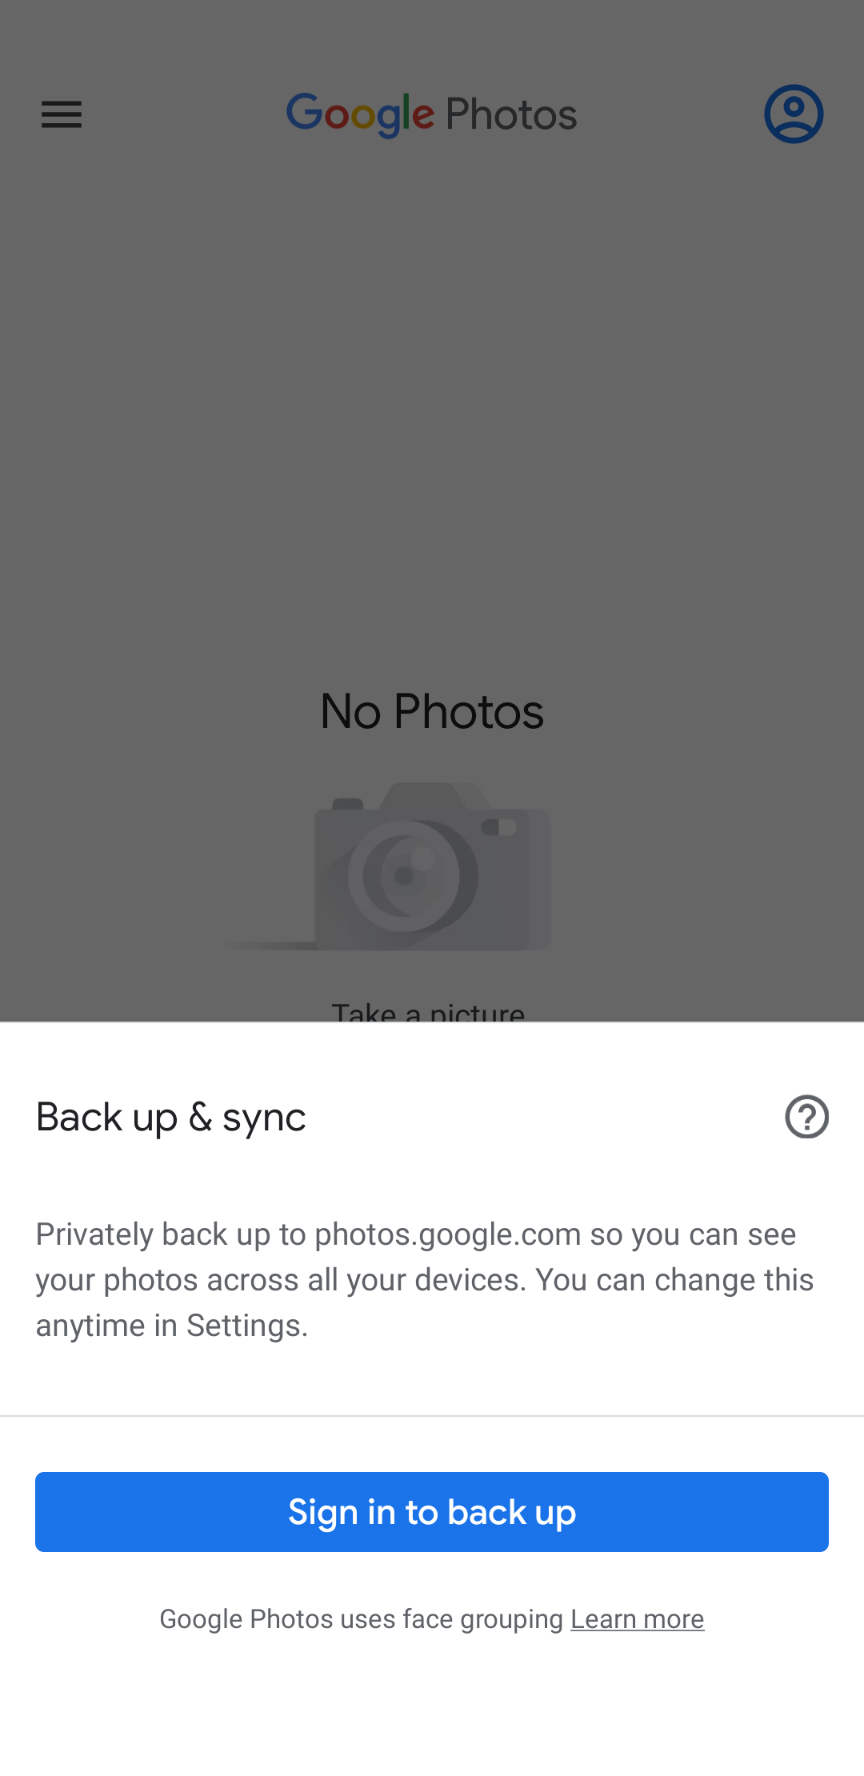 Google Photos
No Photos
Take a picture
Back up & sync
Privately back up to photos.google.com so you can see
your photos across all your devices. You can change this
anytime in Settings.
Sign in to back up
Google Photos uses face grouping Learn more